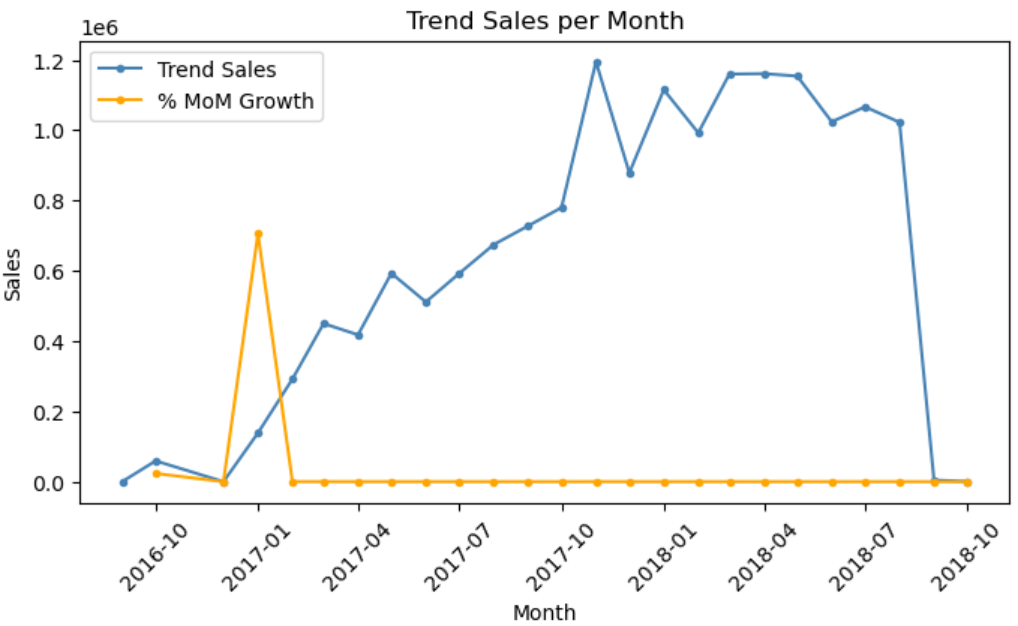 Trend Sales per Month
1e6
Trend Sales
% MoM Growth
1.2
1.0
0.8
0.6
0.4
0.2
0.0
Sales
2016-10
2017-01
2017-04
2017-07
2017-10
2018-01
2018-04
2018-07
2018-10
Month